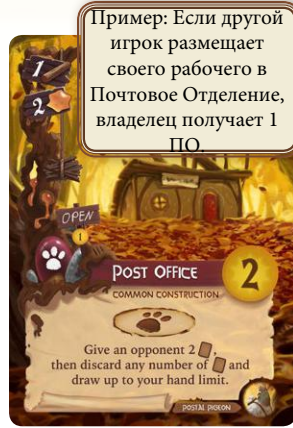 Пример: Если другой
игрок размещает
своего рабочего в
Почтовое Отделение,
владелец получает 1
ПО.
1
2
OPEN
1
POST OFFICE
2
COMMON CONSTRUCTION
Give an opponent 2 ,
then discard any number of and
draw up to your hand limit.
POSTAL PIGEON